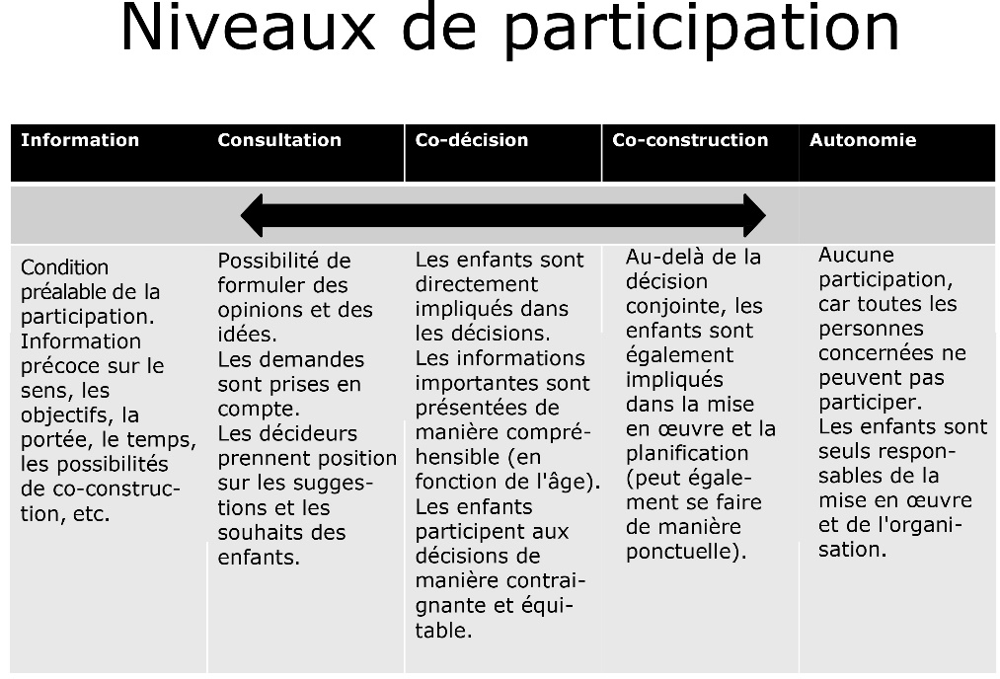 Niveaux de participation
Information
Consultation
Co-décision
Co-construction
Autonomie
Condition
préalable de la
participation.
Information
précoce sur le
sens, les
objectifs, la
portée, le temps,
les possibilités
de co-construc-
tion, etc.
Possibilité de
formuler des
opinions et des
idées.
Les demandes
sont prises en
compte.
Les décideurs
prennent position
sur les sugges-
tions et les
souhaits des
enfants.
Les enfants sont
directement
impliqués dans
les décisions.
Les informations
importantes sont
présentées de
manière compré-
hensible (en
fonction de l'âge).
Les enfants
participent aux
décisions de
manière contrai-
gnante et équi-
table.
Au-delà de la
décision
conjointe, les
enfants sont
également
impliqués
dans la mise
en œuvre et la
planification
(peut égale-
ment se faire
de manière
ponctuelle).
Aucune
participation,
car toutes les
personnes
concernées ne
peuvent pas
participer.
Les enfants sont
seuls respon-
sables de la
mise en œuvre
et de l'organi-
sation.